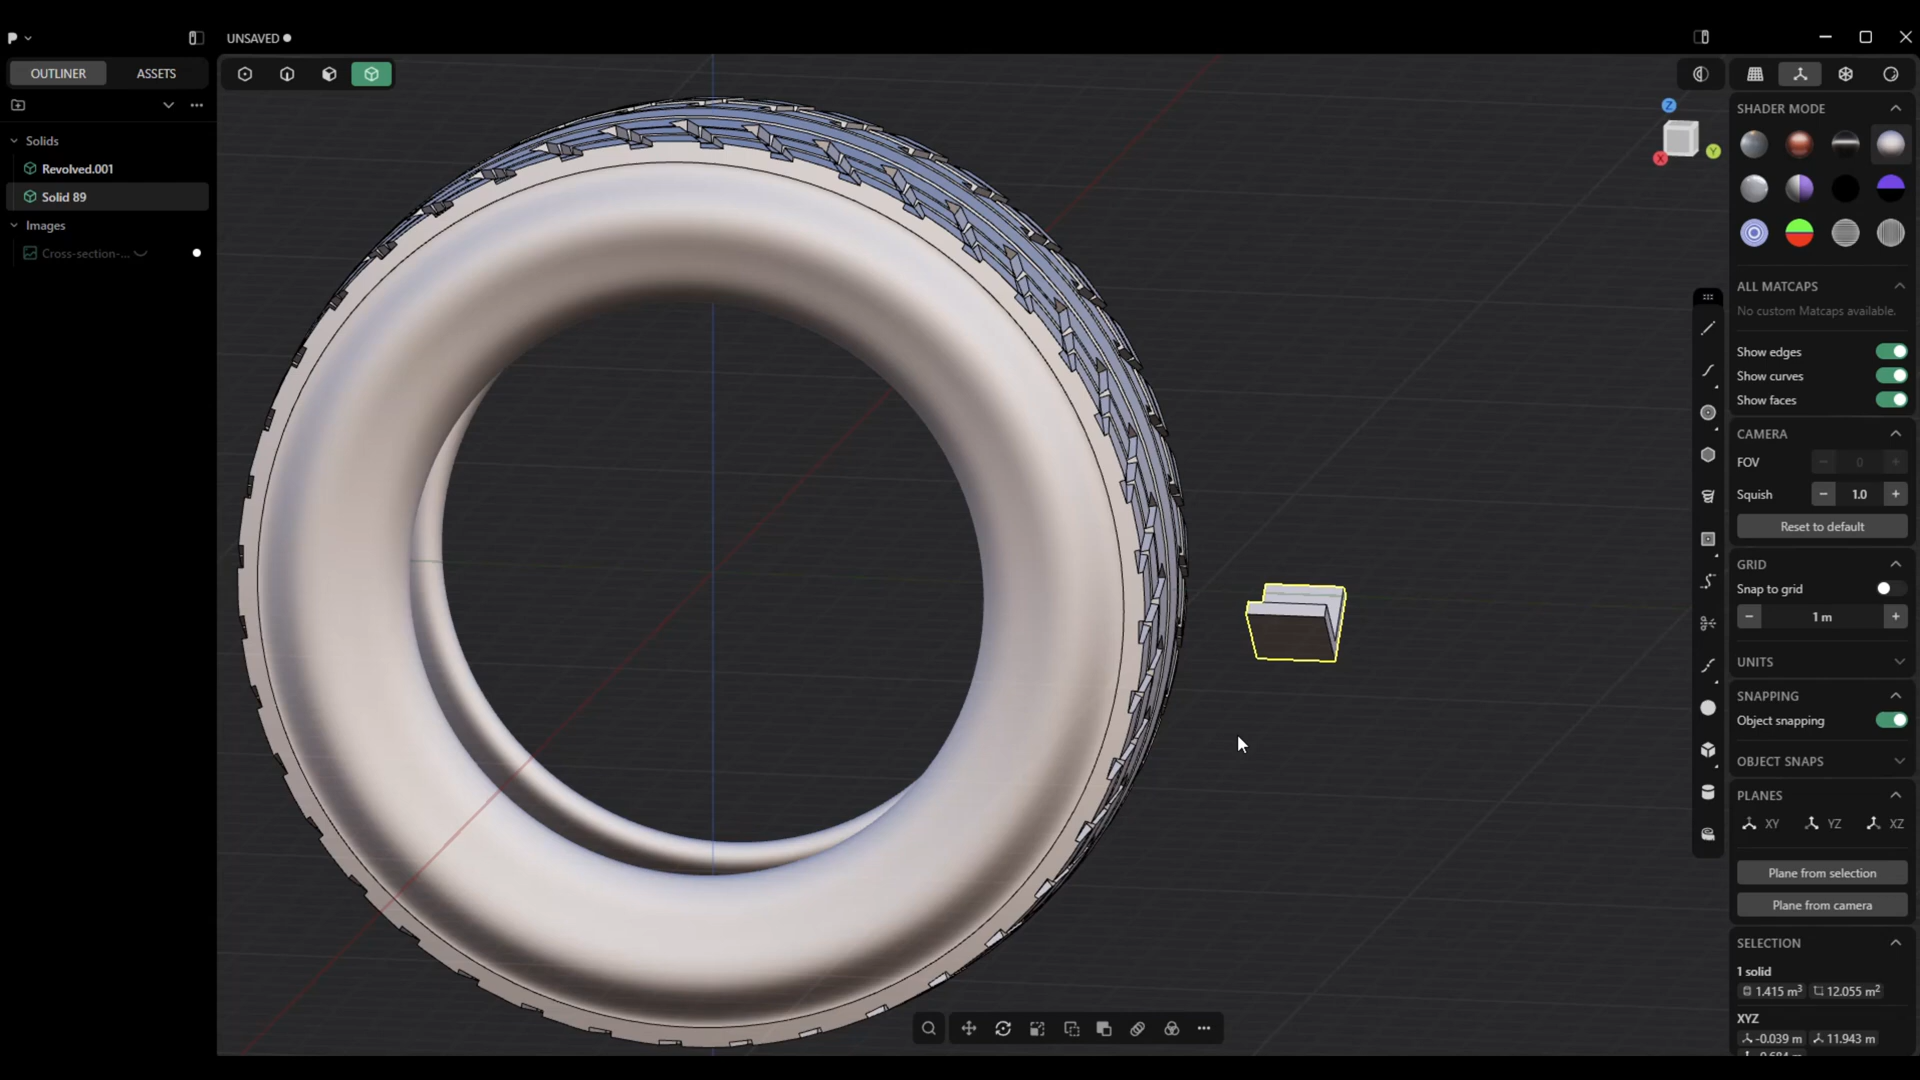 UNSAVED
OUTLINER
ASSETS
Solids
Revolved.001
Solid 89
Images
Cross-section-...
Z
X
Y
SHADER MODE
ALL MATCAPS
No custom Matcaps available.
Show edges
Show curves
Show faces
CAMERA
FOV
0
Squish
1.0
Reset to default
GRID
Snap to grid
1 m
UNITS
SNAPPING
Object snapping
OBJECT SNAPS
PLANES
XY
YZ
XZ
Plane from selection
Plane from camera
SELECTION
1 solid
1.415 m³
12.055 m²
XYZ
-0.039 m
11.943 m